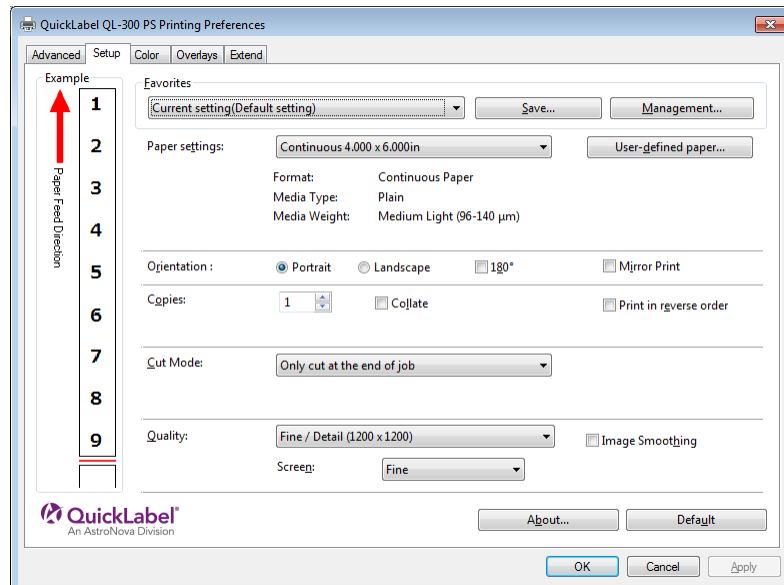 QuickLabel QL-300 PS Printing Preferences
Advanced Setup Color Overlays Extend
Example
1
2
3
4
5
6
7
8
9
Paper Feed Direction
Favorites
Current setting(Default setting) Save... Management...
Paper settings: Continuous 4.000 x 6.000in User-defined paper...
Format: Continuous Paper
Media Type: Plain
Media Weight: Medium Light (96-140 µm)
Orientation : Portrait Landscape 180° Mirror Print
Copies: 1 Collate Print in reverse order
Cut Mode: Only cut at the end of job
Quality: Fine / Detail (1200 x 1200) Image Smoothing
Screen: Fine
QuickLabel®
An AstroNova Division
About... Default
OK Cancel Apply